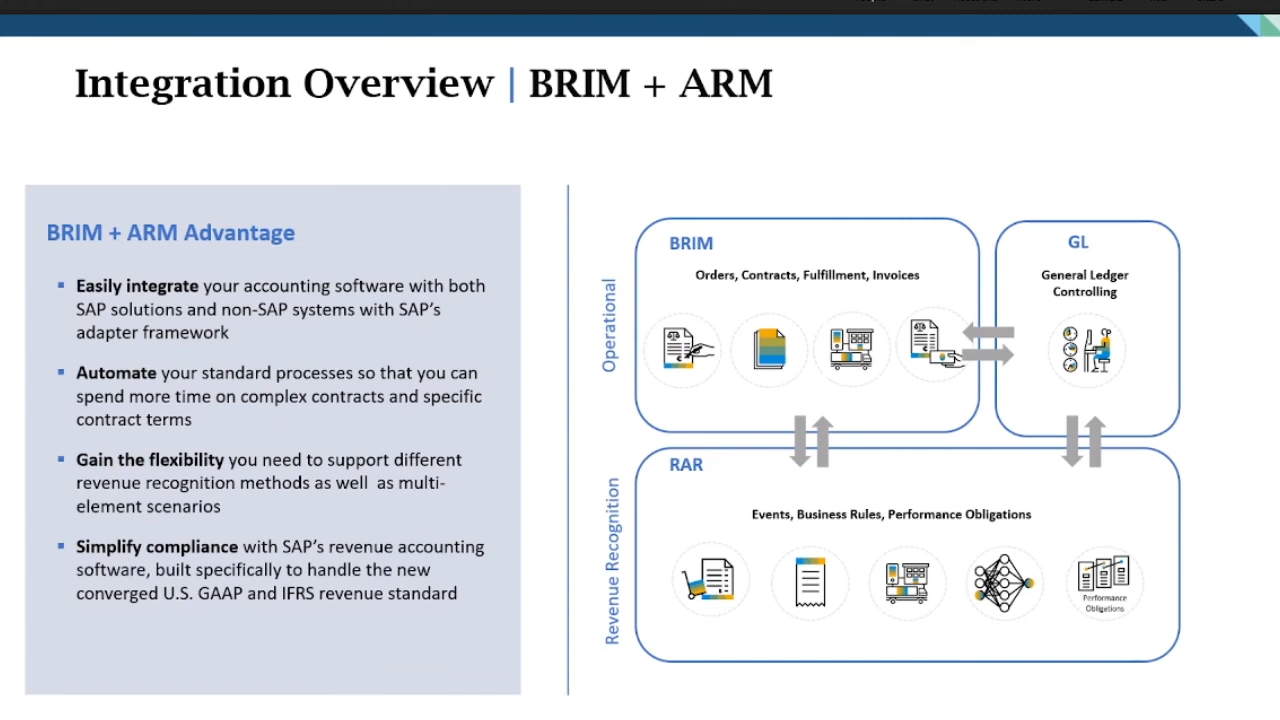 Integration Overview | BRIM + ARM
BRIM + ARM Advantage
Easily integrate your accounting software with both
SAP solutions and non-SAP systems with SAP's
adapter framework
Automate your standard processes so that you can
spend more time on complex contracts and specific
contract terms
Gain the flexibility you need to support different
revenue recognition methods as well as multi-
element scenarios
Simplify compliance with SAP's revenue accounting
software, built specifically to handle the new
converged U.S. GAAP and IFRS revenue standard
Operational
BRIM
Orders, Contracts, Fulfillment, Invoices
GL
General Ledger
Controlling
Revenue Recognition
RAR
Events, Business Rules, Performance Obligations
Performance
Obligations